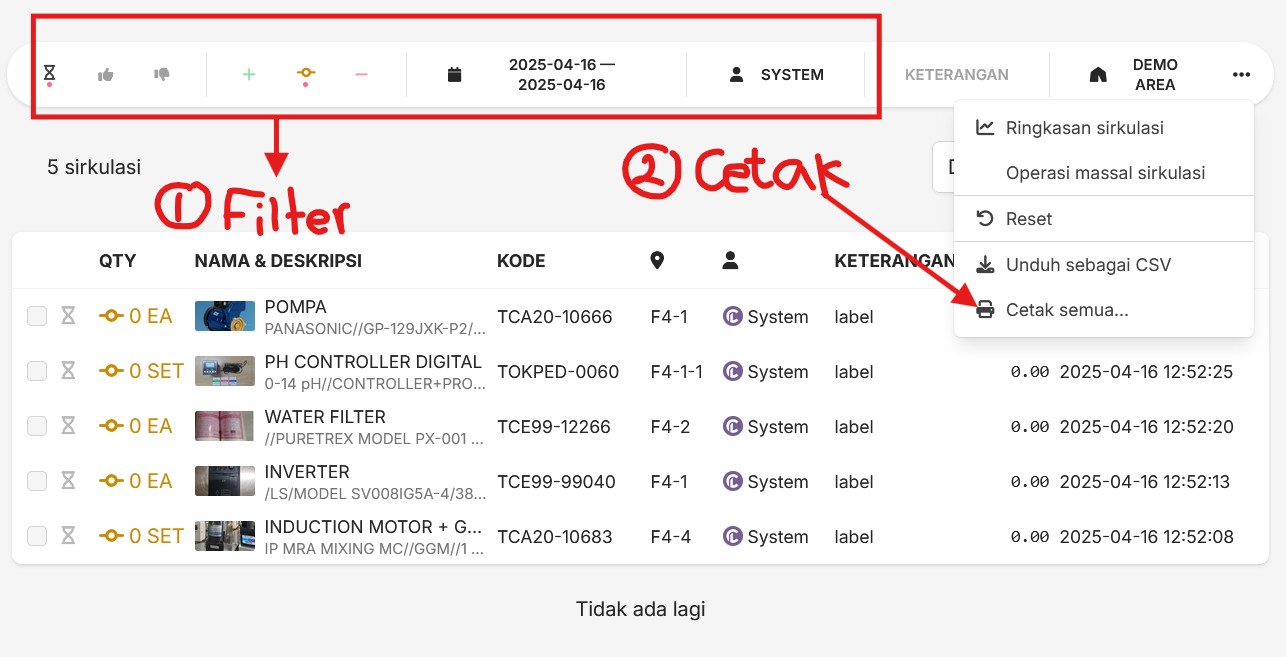 2025-04-16 —
2025-04-16
SYSTEM
KETERANGAN
DEMO
AREA
Ringkasan sirkulasi
Operasi massal sirkulasi
Reset
Unduh sebagai CSV
Cetak semua...
5 sirkulasi
① Filter
② Cetak
QTY NAMA & DESKRIPSI KODE KETERANGAN
0 EA POMPA TCA20-10666 F4-1 System label
PANASONIC//GP-129JXK-P2/...
0 SET PH CONTROLLER DIGITAL TOKPED-0060 F4-1-1 System label 0.00 2025-04-16 12:52:25
0-14 pH//CONTROLLER+PRO...
0 EA WATER FILTER TCE99-12266 F4-2 System label 0.00 2025-04-16 12:52:20
//PURETREX MODEL PX-001 ...
0 EA INVERTER TCE99-99040 F4-1 System label 0.00 2025-04-16 12:52:13
/LS/MODEL SV008IG5A-4/38...
0 SET INDUCTION MOTOR + G... TCA20-10683 F4-4 System label 0.00 2025-04-16 12:52:08
IP MRA MIXING MC//GGM//1 ...
Tidak ada lagi